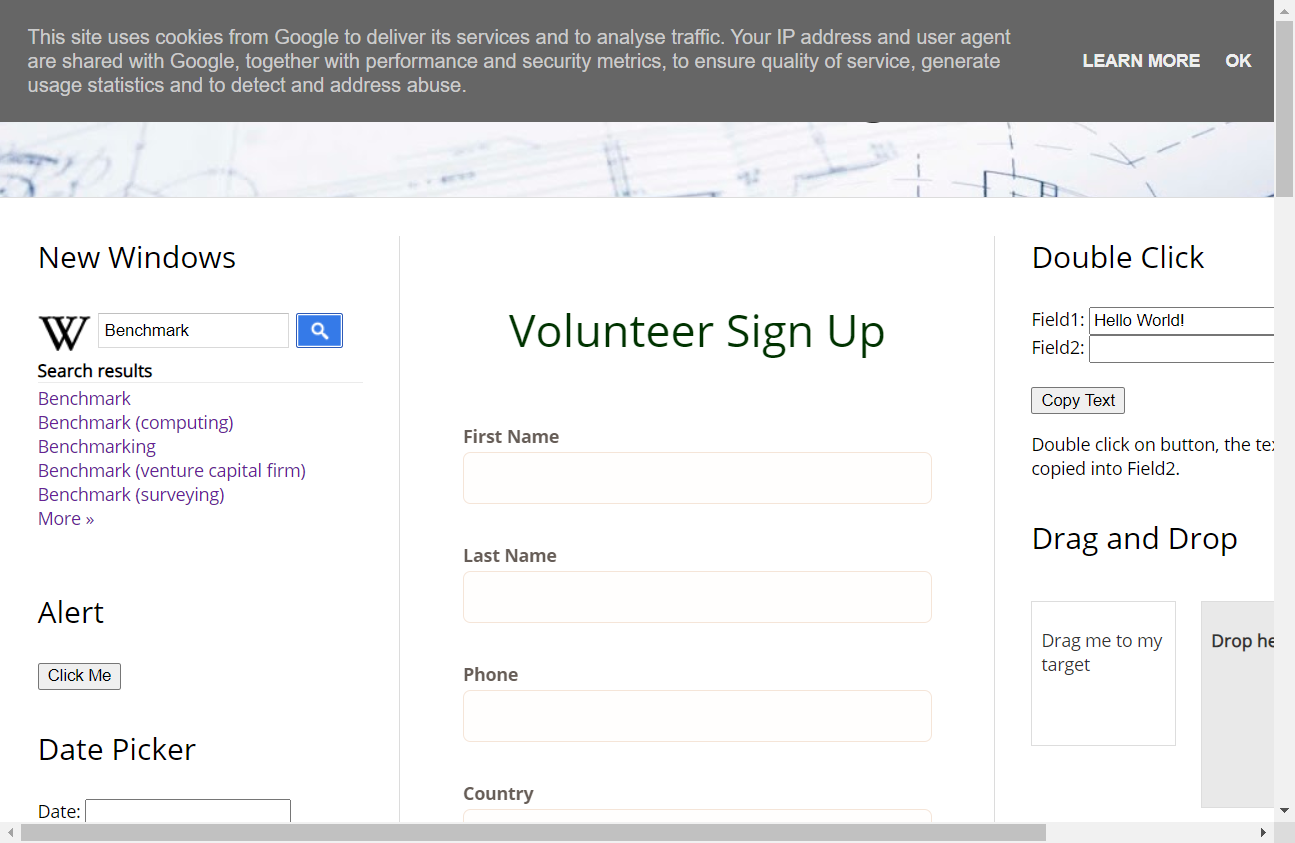 This site uses cookies from Google to deliver its services and to analyse traffic. Your IP address and user agent
are shared with Google, together with performance and security metrics, to ensure quality of service, generate
usage statistics and to detect and address abuse.
LEARN MORE
OK
New Windows
W
Benchmark
Search results
Benchmark
Benchmark (computing)
Benchmarking
Benchmark (venture capital firm)
Benchmark (surveying)
More »
Alert
Click Me
Date Picker
Date:
Volunteer Sign Up
First Name
Last Name
Phone
Country
Double Click
Field1: Hello World!
Field2:
Copy Text
Double click on button, the
copied into Field2.
Drag and Drop
Drag me to my
target
Drop